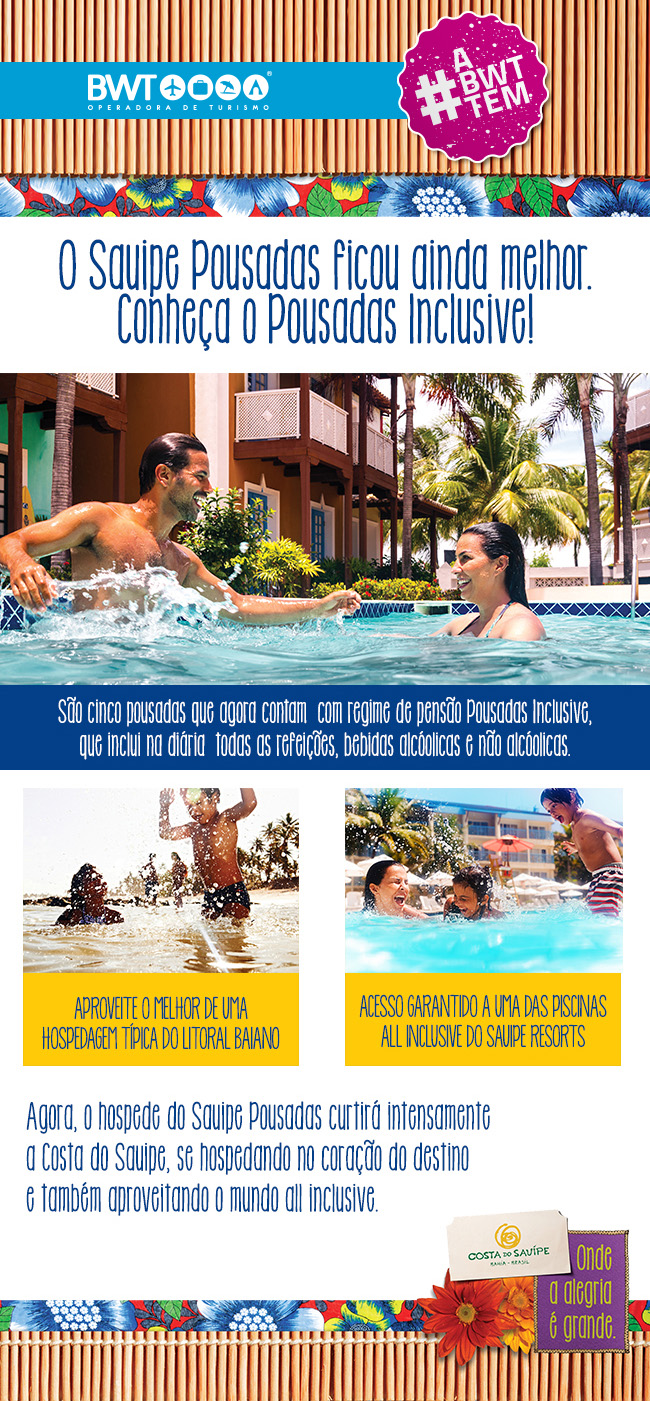 BWT
OPERADORA DE TURISMO
#A
BWT
TEM
O Sauipe Pousadas ficou ainda melhor.
Conheça o Pousadas Inclusive!
São cinco pousadas que agora contam com regime de pensão Pousadas Inclusive,
que inclui na diária todas as refeições, bebidas alcóolicas e não alcóolicas.
APROVEITE O MELHOR DE UMA
HOSPEDAGEM TÍPICA DO LITORAL BAIANO
ACESSO GARANTIDO A UMA DAS PISCINAS
ALL INCLUSIVE DO SAUIPE RESORTS
Agora, o hospede do Sauipe Pousadas curtirá intensamente
a Costa do Sauipe, se hospedando no coração do destino
e também aproveitando o mundo all inclusive.
COSTA DO SAUÍPE
BAHIA - BRASIL
Onde
a alegria
é grande.